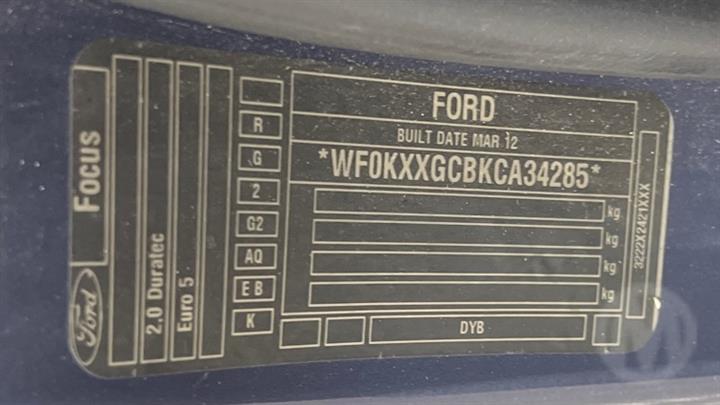 FORD
BUILT DATE MAR 12
*WF0KXXGCBKCA34285*
kg
kg
kg
kg
DYB
3222X2421XXX
R
G
2
G2
AQ
E B
K
Focus
Ford
2.0 Duratec
Euro 5
M